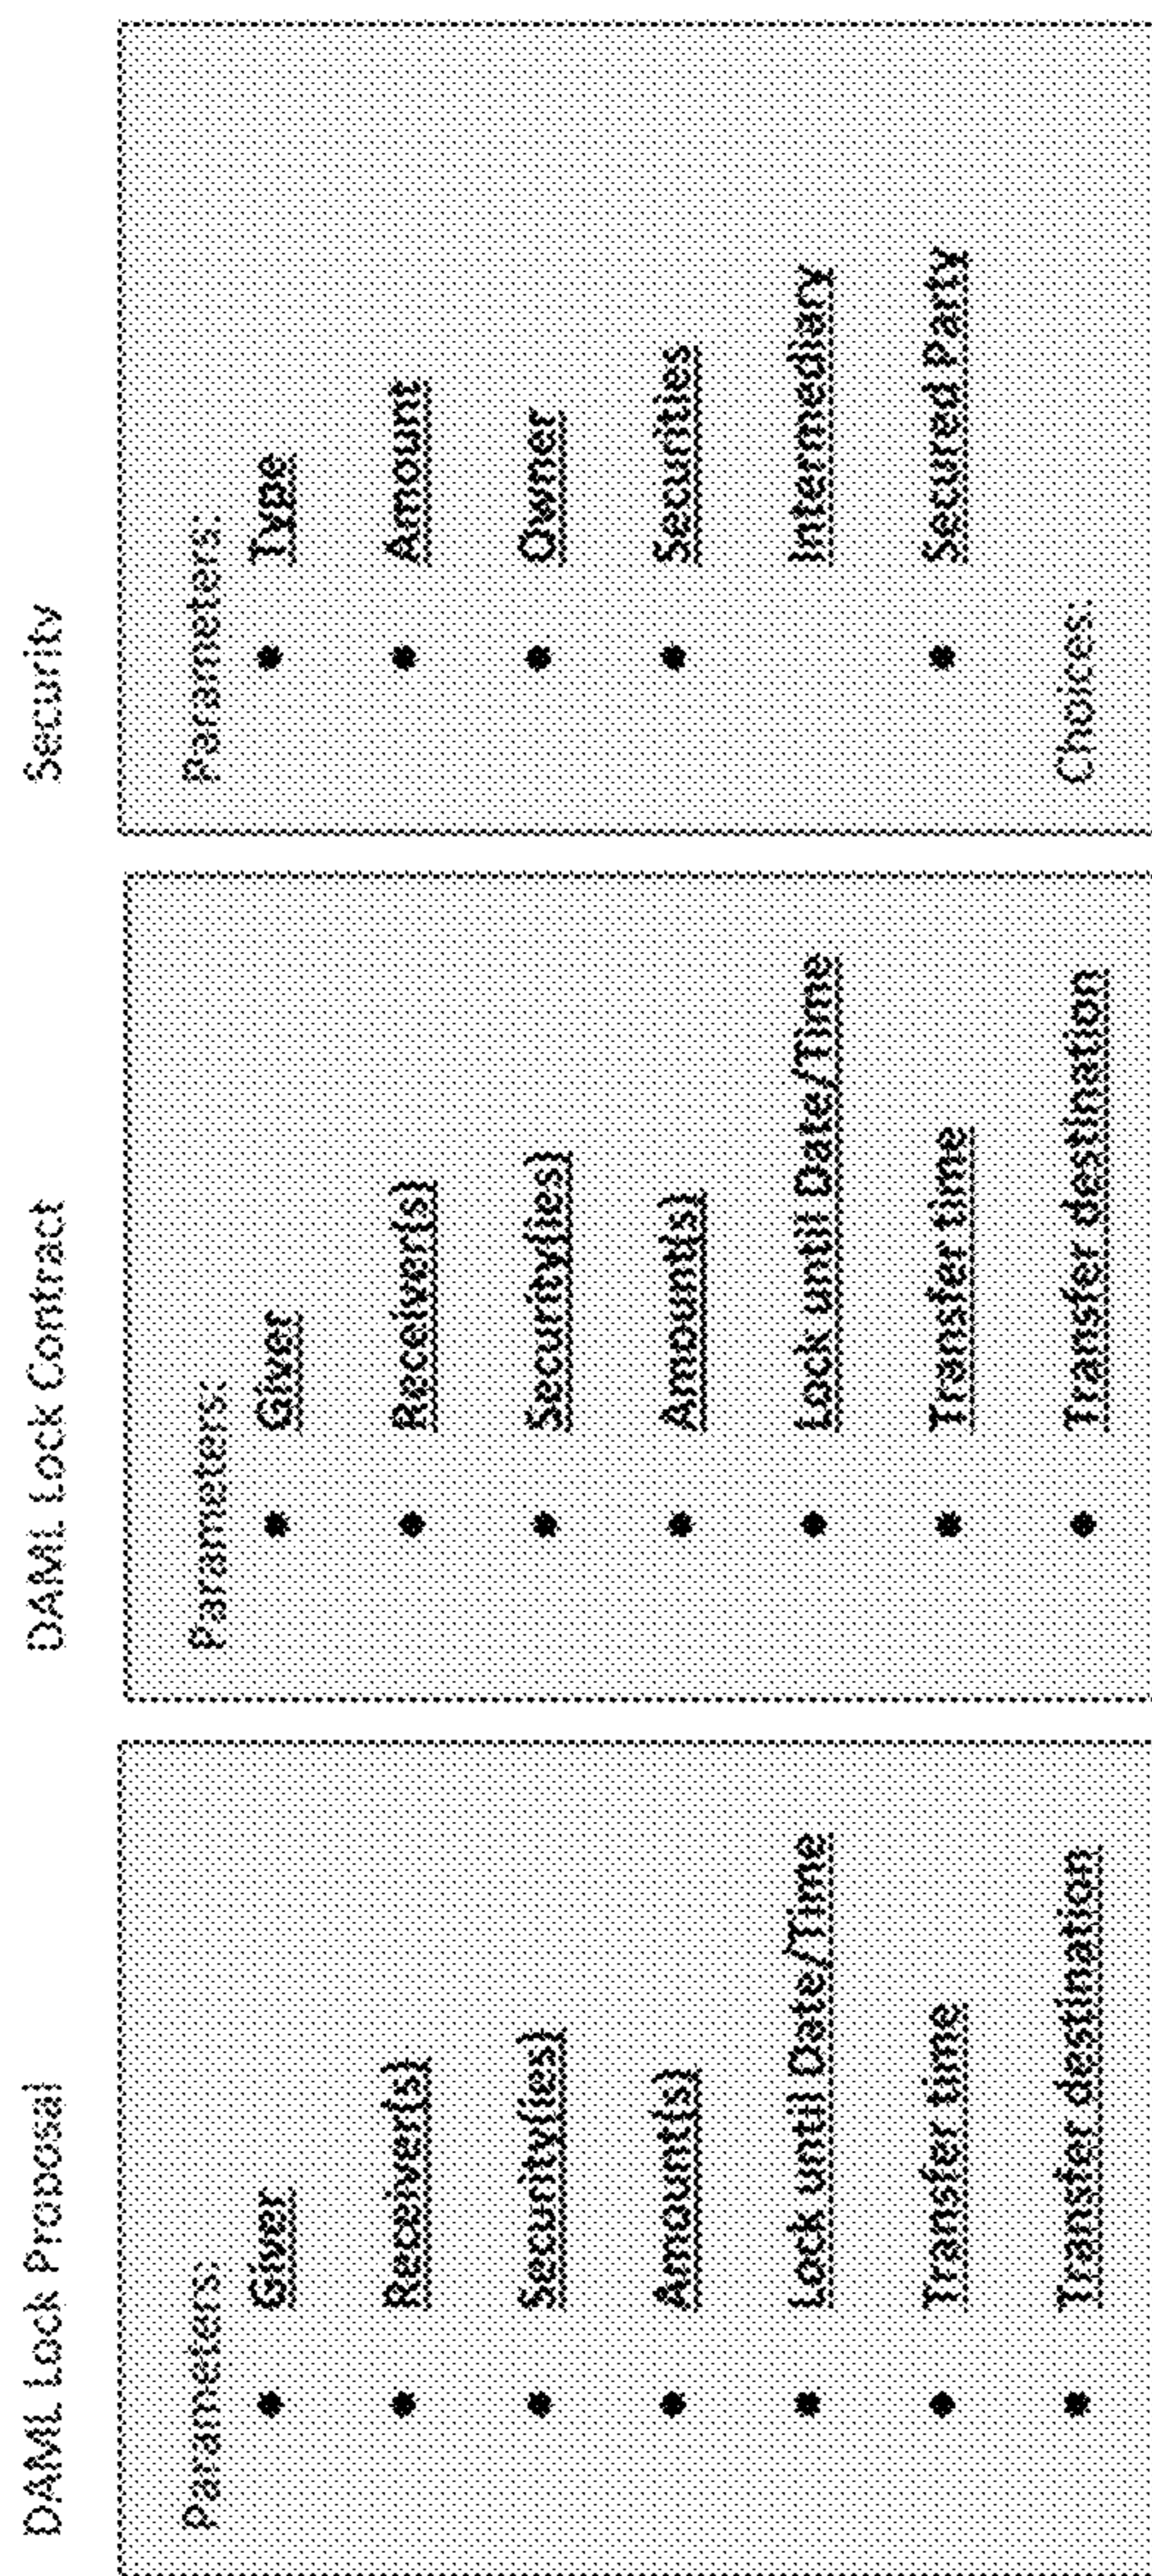 DAML Lock Proposal
Parameters:
• Giver
• Receiver(s)
• Security(ies)
• Amount(s)
• Lock until Date/Time
• Transfer time
• Transfer destination
DAML Lock Contract
Parameters:
• Giver
• Receiver(s)
• Security(ies)
• Amount(s)
• Lock until Date/Time
• Transfer time
• Transfer destination
Security
Parameters:
• Type
• Amount
• Owner
• Securities
Intermediary
• Secured Party
Choices: